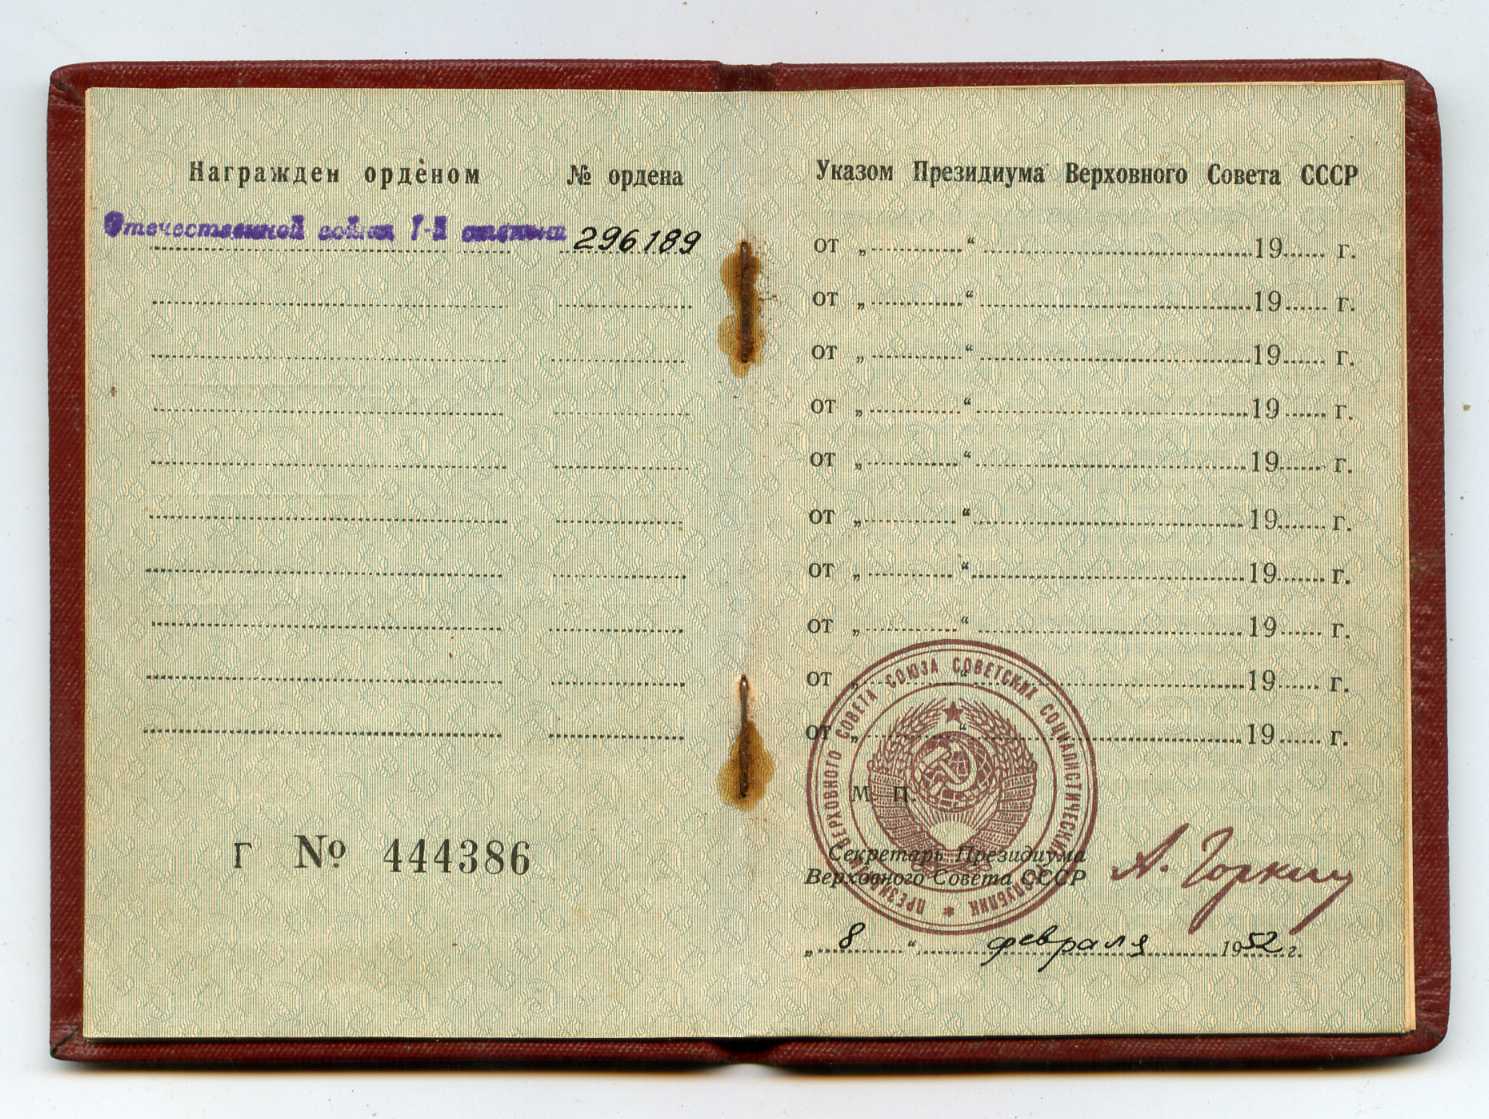 Награжден орденом № ордена
Отечественной войны 1-й степени 296189
Г № 444386
Указом Президиума Верховного Совета СССР
от „ “ 19 г.
от „ “ 19 г.
от „ “ 19 г.
от „ “ 19 г.
от „ “ 19 г.
от „ “ 19 г.
от „ “ 19 г.
от „ “ 19 г.
от „ “ 19 г.
от „ “ 19 г.
ПРЕЗИДИУМ ВЕРХОВНОГО СОВЕТА СОЮЗА СОВЕТСКИХ СОЦИАЛИСТИЧЕСКИХ РЕСПУБЛИК
М. П.
Секретарь Президиума
Верховного Совета СССР
А. Горкин
„8“ февраля 1952 г.